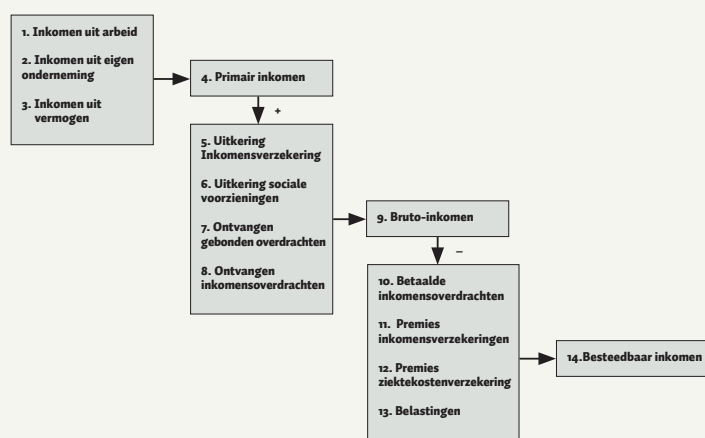 1. Inkomen uit arbeid
2. Inkomen uit eigen
onderneming
3. Inkomen uit
vermogen
4. Primair inkomen
+
5. Uitkering
Inkomensverzekering
6. Uitkering sociale
voorzieningen
7. Ontvangen
gebonden overdrachten
8. Ontvangen
inkomensoverdrachten
9. Bruto-inkomen
–
10. Betaalde
inkomensoverdrachten
11. Premies
inkomensverzekeringen
12. Premies
ziektekostenverzekering
13. Belastingen
14.Besteedbaar inkomen